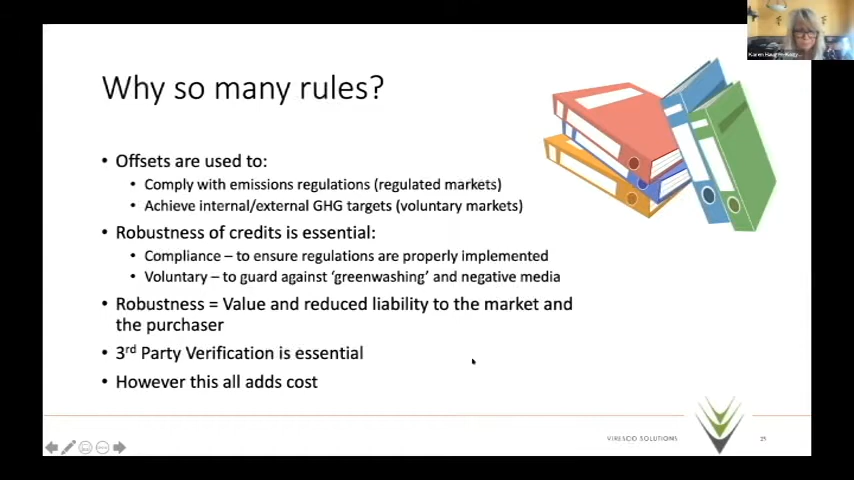 Why so many rules?
• Offsets are used to:
• Comply with emissions regulations (regulated markets)
• Achieve internal/external GHG targets (voluntary markets)
• Robustness of credits is essential:
• Compliance – to ensure regulations are properly implemented
• Voluntary – to guard against 'greenwashing' and negative media
• Robustness = Value and reduced liability to the market and
the purchaser
• 3rd Party Verification is essential
• However this all adds cost
VIRESCO SOLUTIONS
Karen